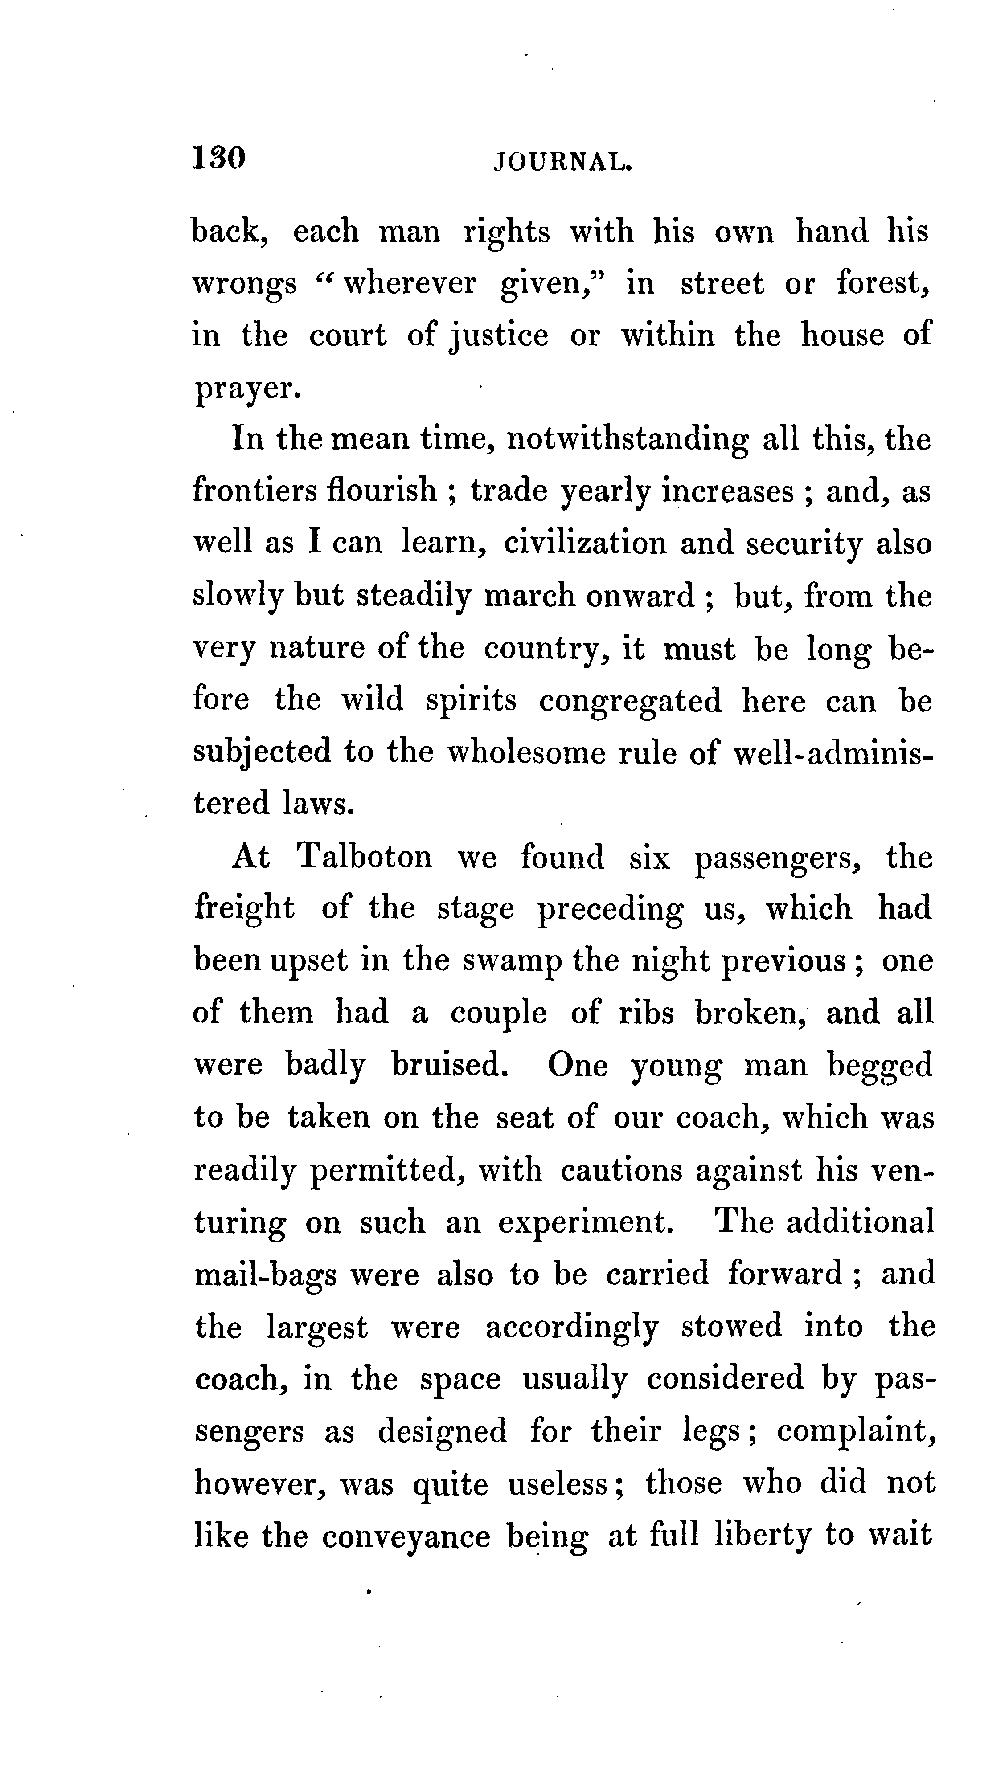 130 JOURNAL.
back, each man rights with his own hand his
wrongs “wherever given,” in street or forest,
in the court of justice or within the house of
prayer.
In the mean time, notwithstanding all this, the
frontiers flourish ; trade yearly increases ; and, as
well as I can learn, civilization and security also
slowly but steadily march onward ; but, from the
very nature of the country, it must be long be-
fore the wild spirits congregated here can be
subjected to the wholesome rule of well-adminis-
tered laws.
At Talboton we found six passengers, the
freight of the stage preceding us, which had
been upset in the swamp the night previous ; one
of them had a couple of ribs broken, and all
were badly bruised. One young man begged
to be taken on the seat of our coach, which was
readily permitted, with cautions against his ven-
turing on such an experiment. The additional
mail-bags were also to be carried forward ; and
the largest were accordingly stowed into the
coach, in the space usually considered by pas-
sengers as designed for their legs ; complaint,
however, was quite useless ; those who did not
like the conveyance being at full liberty to wait